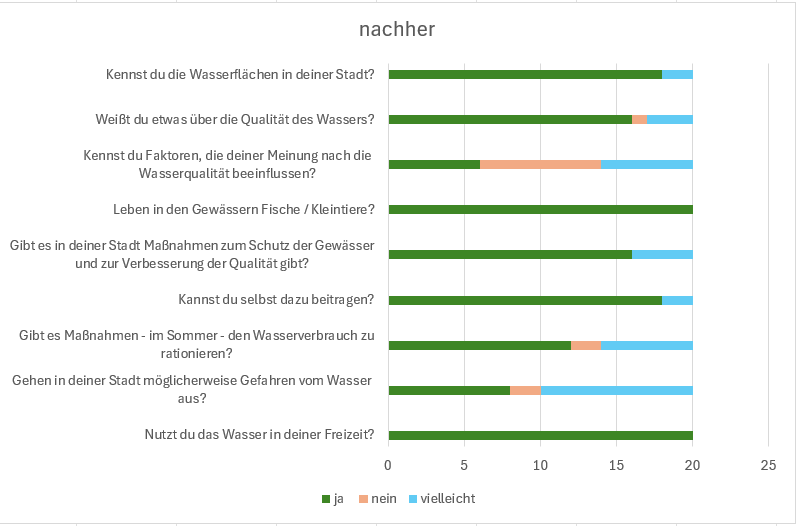 nachher
Kennst du die Wasserflächen in deiner Stadt?
Weißt du etwas über die Qualität des Wassers?
Kennst du Faktoren, die deiner Meinung nach die
Wasserqualität beeinflussen?
Leben in den Gewässern Fische / Kleintiere?
Gibt es in deiner Stadt Maßnahmen zum Schutz der Gewässer
und zur Verbesserung der Qualität gibt?
Kannst du selbst dazu beitragen?
Gibt es Maßnahmen - im Sommer - den Wasserverbrauch zu
rationieren?
Gehen in deiner Stadt möglicherweise Gefahren vom Wasser
aus?
Nutzt du das Wasser in deiner Freizeit?
0 5 10 15 20 25
ja nein vielleicht